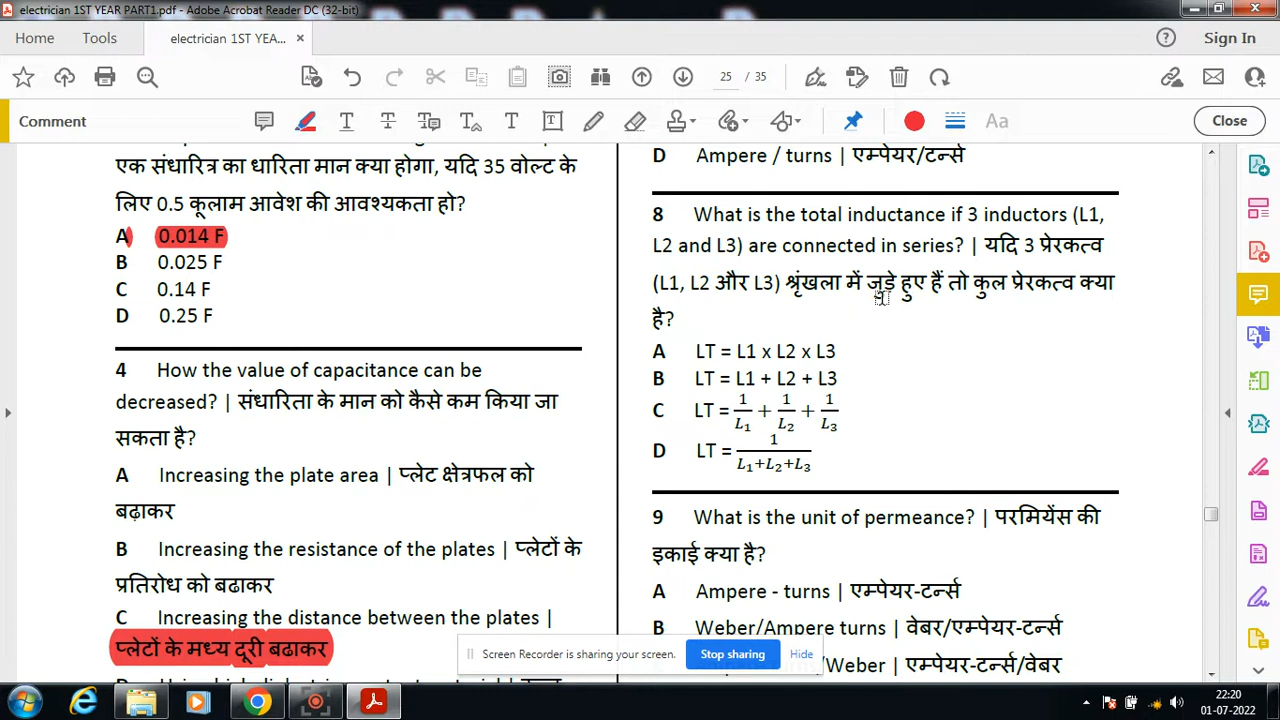 electrician 1ST YEAR PART1.pdf - Adobe Acrobat Reader DC (32-bit)
Home
Tools
electrician 1ST YEA...
Sign In
25 / 35
Comment
Close
एक संधारित्र का धारिता मान क्या होगा, यदि 35 वोल्ट के
लिए 0.5 कूलाम आवेश की आवश्यकता हो?
A 0.014 F
B 0.025 F
C 0.14 F
D 0.25 F
4 How the value of capacitance can be
decreased? | संधारिता के मान को कैसे कम किया जा
सकता है?
A Increasing the plate area | प्लेट क्षेत्रफल को
बढ़ाकर
B Increasing the resistance of the plates | प्लेटों के
प्रतिरोध को बढाकर
C Increasing the distance between the plates |
प्लेटों के मध्य दूरी बढाकर
D Ampere / turns | एम्पेयर/टर्न्स
8 What is the total inductance if 3 inductors (L1,
L2 and L3) are connected in series? | यदि 3 प्रेरकत्व
(L1, L2 और L3) श्रृंखला में जुड़े हुए हैं तो कुल प्रेरकत्व क्या
है?
A LT = L1 x L2 x L3
B LT = L1 + L2 + L3
C LT = 1/L₁ + 1/L₂ + 1/L₃
D LT = 1/(L₁+L₂+L₃)
9 What is the unit of permeance? | परमियेंस की
इकाई क्या है?
A Ampere - turns | एम्पेयर-टर्न्स
B Weber/Ampere turns | वेबर/एम्पेयर-टर्न्स
/Weber | एम्पेयर-टर्न्स/वेबर
Screen Recorder is sharing your screen.
Stop sharing
Hide
22:20
01-07-2022